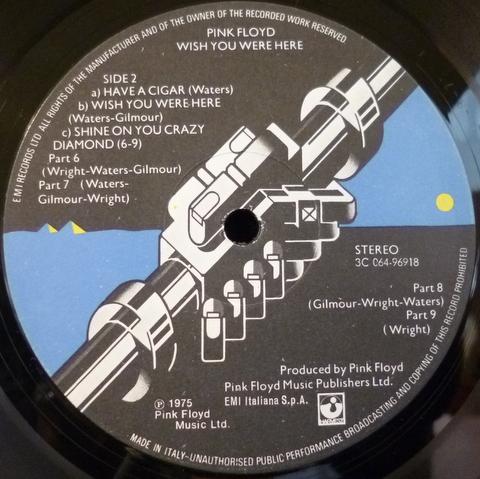 EMI RECORDS LTD ALL RIGHTS OF THE MANUFACTURER AND OF THE OWNER OF THE RECORDED WORK RESERVED
PINK FLOYD
WISH YOU WERE HERE
SIDE 2
a) HAVE A CIGAR (Waters)
b) WISH YOU WERE HERE
(Waters-Gilmour)
c) SHINE ON YOU CRAZY
DIAMOND (6-9)
Part 6
(Wright-Waters-Gilmour)
Part 7 (Waters-
Gilmour-Wright)
STEREO
3C 064-96918
Part 8
(Gilmour-Wright-Waters)
Part 9
(Wright)
Produced by Pink Floyd
Pink Floyd Music Publishers Ltd.
EMI Italiana S.p.A.
HARVEST
℗ 1975
Pink Floyd
Music Ltd.
MADE IN ITALY-UNAUTHORISED PUBLIC PERFORMANCE BROADCASTING AND COPYING OF THIS RECORD PROHIBITED